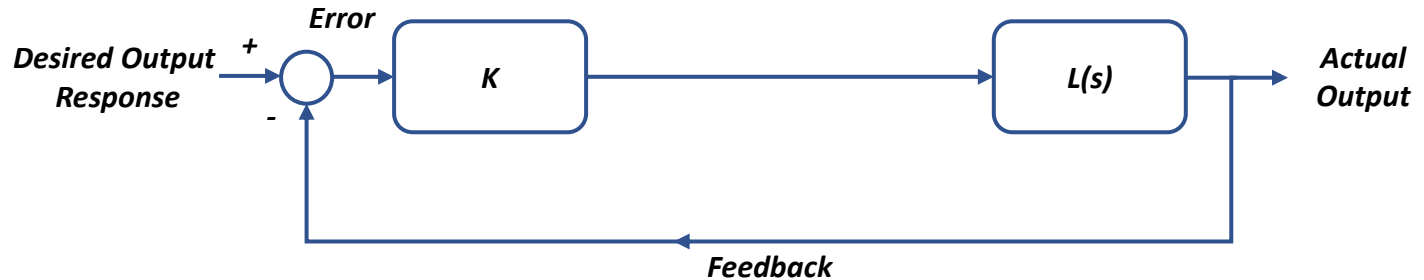 Error
+
Desired Output
Response
-
K
L(s)
Actual
Output
Feedback